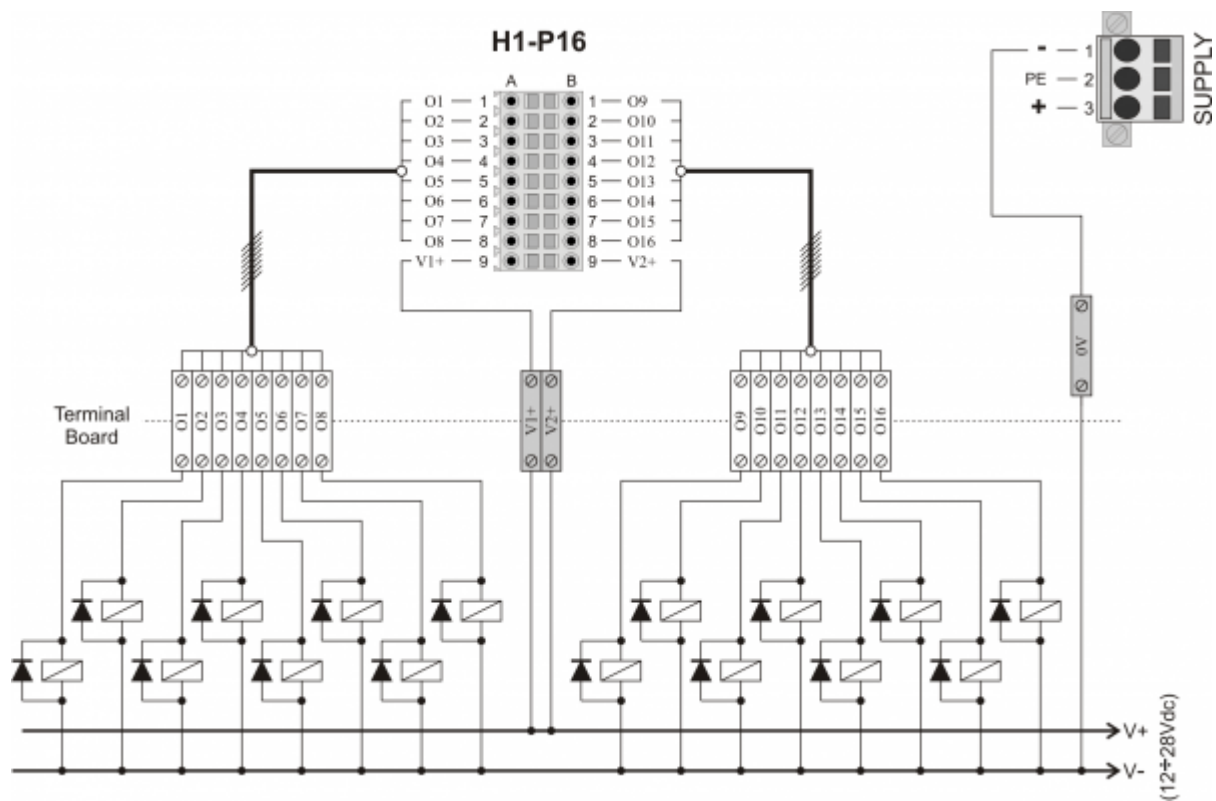 H1-P16
A B
O1 1 1 O9
O2 2 2 O10
O3 3 3 O11
O4 4 4 O12
O5 5 5 O13
O6 6 6 O14
O7 7 7 O15
O8 8 8 O16
V1+ 9 9 V2+
- 1
PE 2
+ 3
SUPPLY
0V
Terminal
Board
O1 O2 O3 O4 O5 O6 O7 O8
V1+ V2+
O9 O10 O11 O12 O13 O14 O15 O16
V+
V-
(12÷28Vdc)